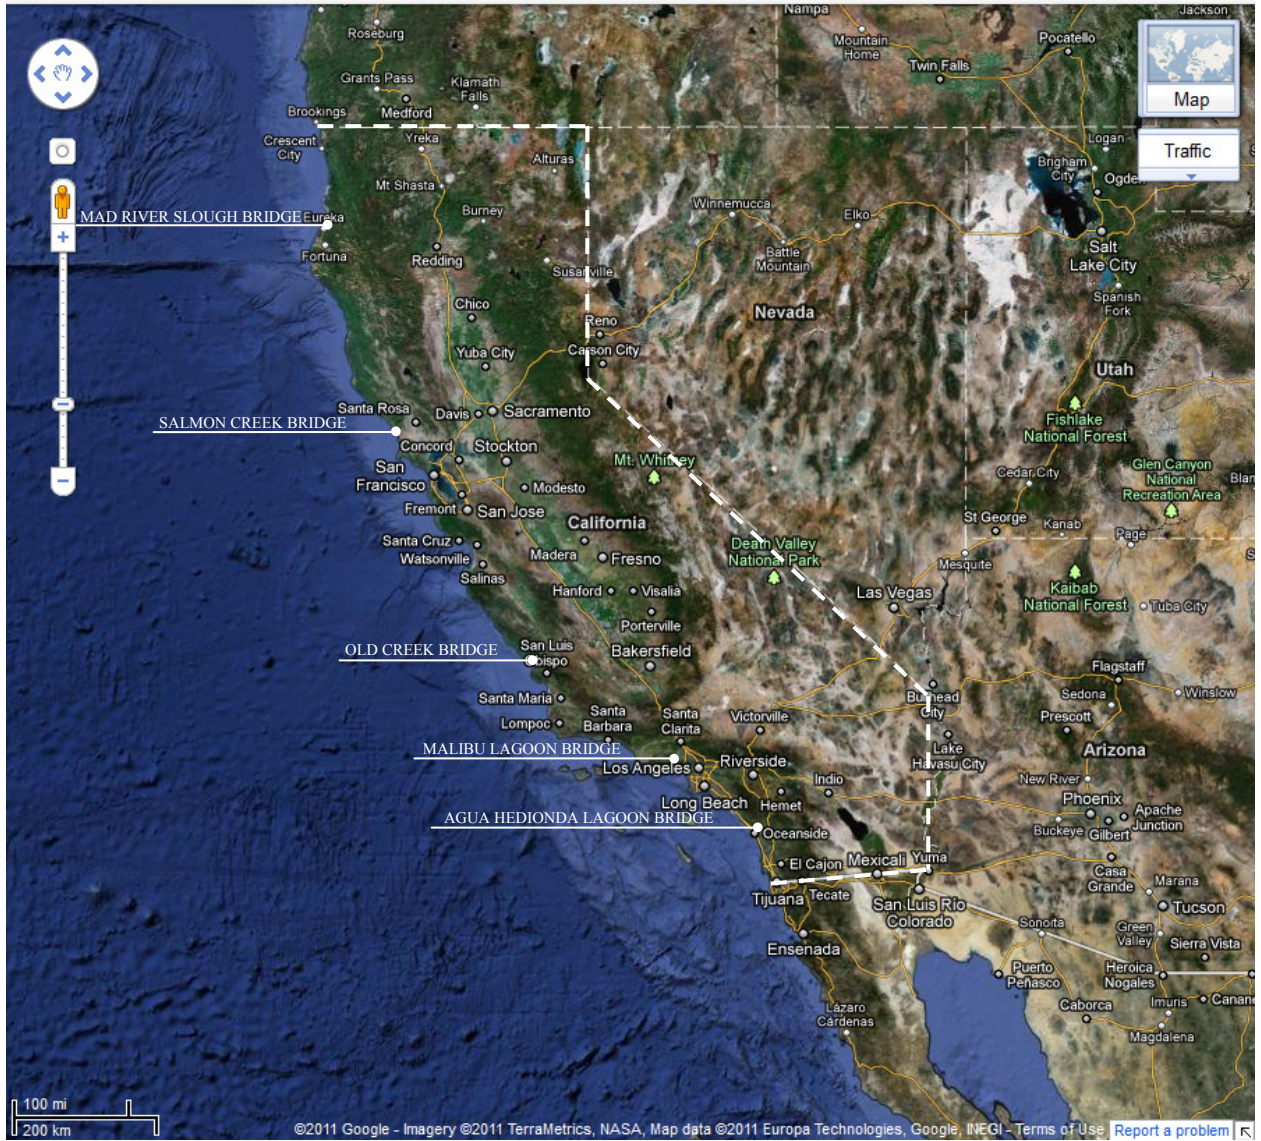 Nampa
Jackson
Roseburg
Mountain
Home
Pocatello
Twin Falls
Map
Grants Pass
Klamath
Falls
Medford
Brookings
Crescent
City
Yreka
Alturas
Logan
Traffic
Brigham
City
Ogden
Mt Shasta
MAD RIVER SLOUGH BRIDGE
Eureka
Burney
Winnemucca
Elko
Fortuna
Redding
Battle
Mountain
Salt
Lake City
Susanville
Spanish
Fork
Chico
Nevada
Reno
Yuba City
Carson City
Utah
Santa Rosa
Davis
Sacramento
SALMON CREEK BRIDGE
Fishlake
National Forest
Concord
Stockton
San
Francisco
Mt. Whitney
Cedar City
Glen Canyon
National
Recreation Area
Blan
Modesto
Fremont
San Jose
California
St George
Kanab
Page
Santa Cruz
Watsonville
Madera
Fresno
Death Valley
National Park
Mesquite
Salinas
Hanford
Visalia
Las Vegas
Kaibab
National Forest
Tuba City
Porterville
OLD CREEK BRIDGE
San Luis
Obispo
Bakersfield
Flagstaff
Santa Maria
Bullhead
City
Sedona
Winslow
Lompoc
Santa
Barbara
Santa
Clarita
Victorville
Prescott
MALIBU LAGOON BRIDGE
Lake
Havasu City
Arizona
Los Angeles
Riverside
Indio
New River
Long Beach
Hemet
Phoenix
Apache
Junction
AGUA HEDIONDA LAGOON BRIDGE
Buckeye
Gilbert
Oceanside
El Cajon
Mexicali
Yuma
Casa
Grande
Marana
Tijuana
Tecate
San Luis Río
Colorado
Tucson
Sonoita
Green
Valley
Sierra Vista
Ensenada
Puerto
Peñasco
Heroica
Nogales
Caborca
Imuris
Canane
Lázaro
Cárdenas
Magdalena
100 mi
200 km
©2011 Google - Imagery ©2011 TerraMetrics, NASA, Map data ©2011 Europa Technologies, Google, INEGI - Terms of Use
Report a problem